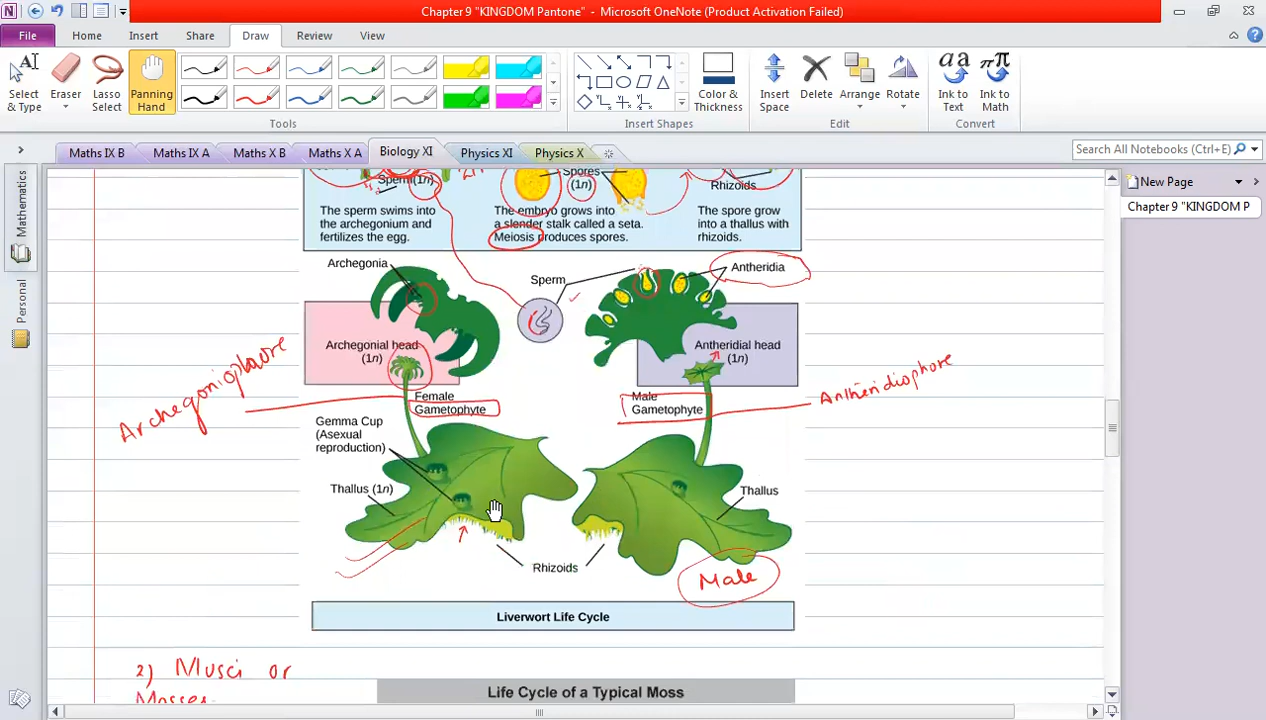 Chapter 9 "KINGDOM Pantone" - Microsoft OneNote (Product Activation Failed)
File Home Insert Share Draw Review View
Select & Type
Eraser
Lasso Select
Panning Hand
Color & Thickness
Insert Space
Delete
Arrange
Rotate
Ink to Text
Ink to Math
Tools
Insert Shapes
Edit
Convert
Maths IX B
Maths IX A
Maths X B
Maths X A
Biology XI
Physics XI
Physics X
Search All Notebooks (Ctrl+E)
Mathematics
Personal
New Page
Chapter 9 "KINGDOM P
Sperm (1n)
Spores
(1n)
Rhizoids
The sperm swims into
the archegonium and
fertilizes the egg.
The embryo grows into
a slender stalk called a seta.
Meiosis produces spores.
The spore grow
into a thallus with
rhizoids.
Archegonia
Sperm
Antheridia
Archegonial head
(1n)
Antheridial head
(1n)
Archegoniophore
Antheridiophore
Female
Gametophyte
Male
Gametophyte
Gemma Cup
(Asexual
reproduction)
Thallus (1n)
Thallus
Rhizoids
Male
Liverwort Life Cycle
2) Musci or
Mosses
Life Cycle of a Typical Moss